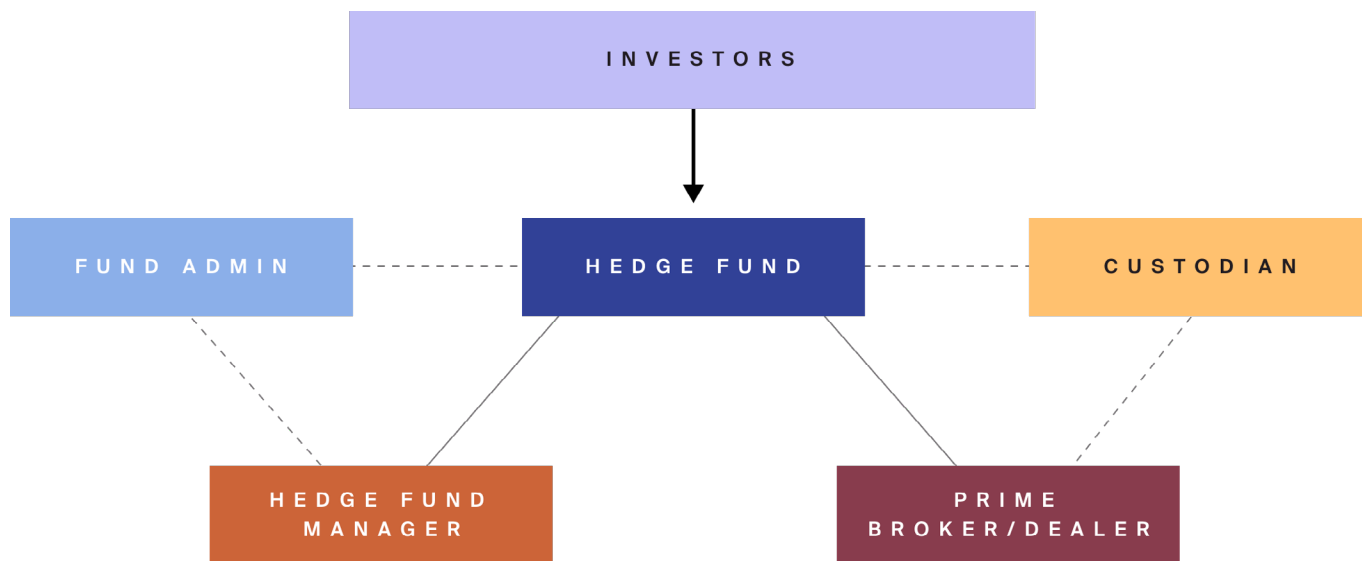 INVESTORS
FUND ADMIN
HEDGE FUND
CUSTODIAN
HEDGE FUND
MANAGER
PRIME
BROKER/DEALER